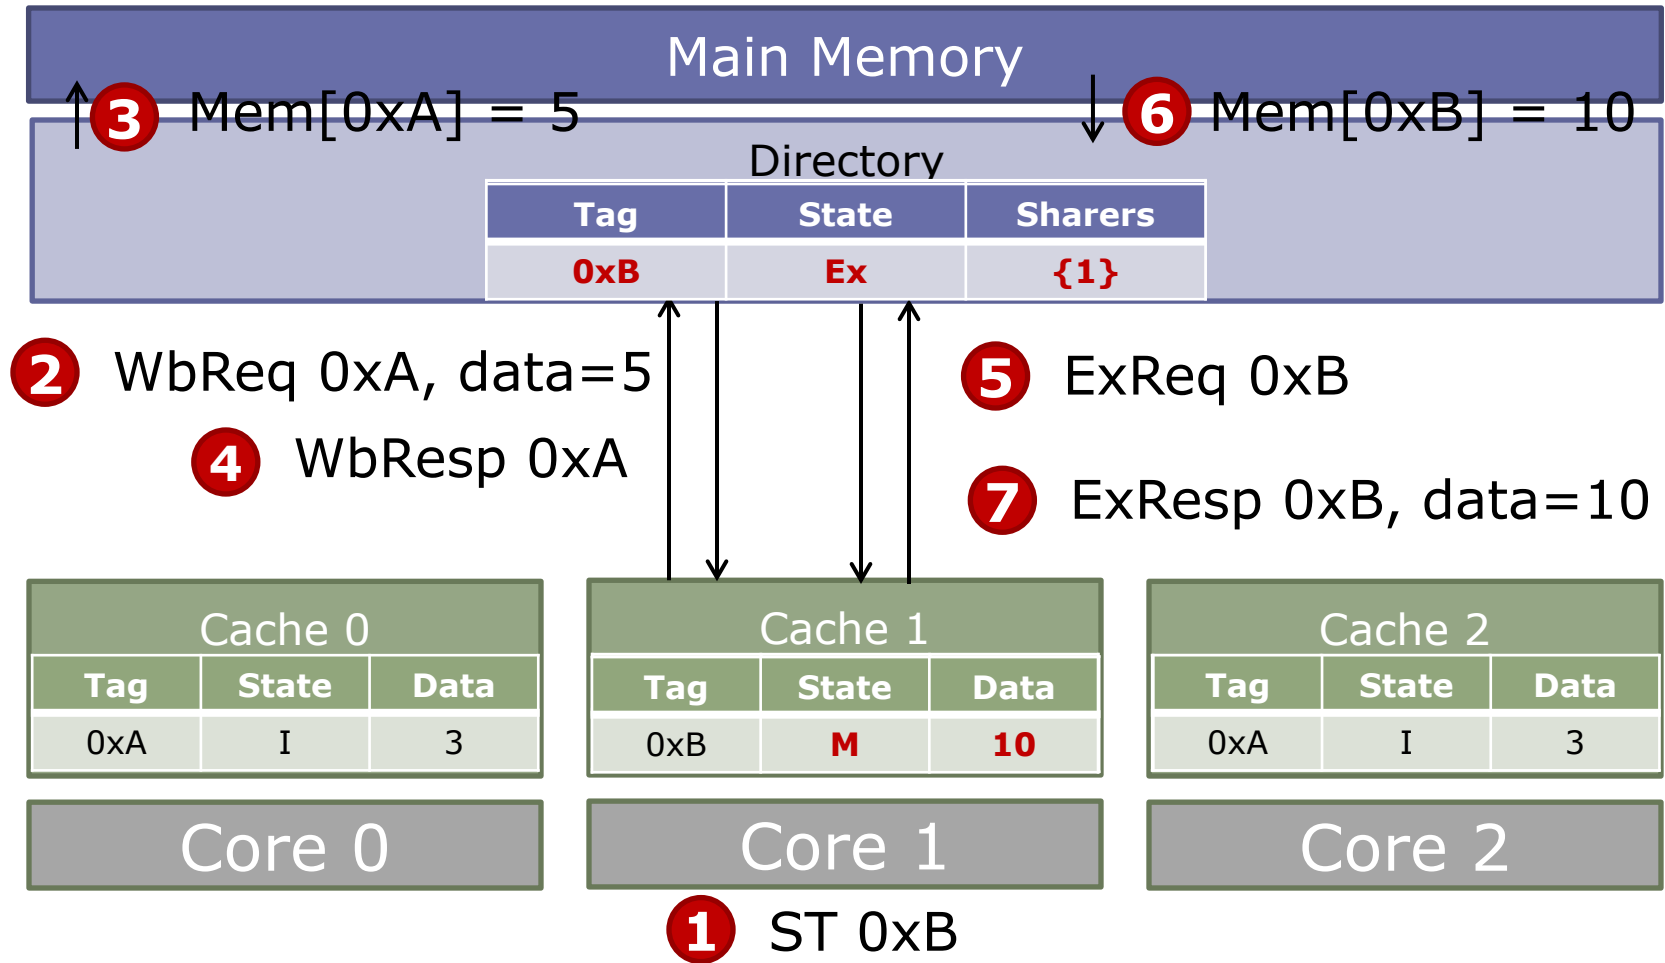 Main Memory
3 Mem[0xA] = 5
6 Mem[0xB] = 10
Directory
Tag State Sharers
0xB Ex {1}
2 WbReq 0xA, data=5
5 ExReq 0xB
4 WbResp 0xA
7 ExResp 0xB, data=10
Cache 0
Tag State Data
0xA I 3
Core 0
Cache 1
Tag State Data
0xB M 10
Core 1
Cache 2
Tag State Data
0xA I 3
Core 2
1 ST 0xB